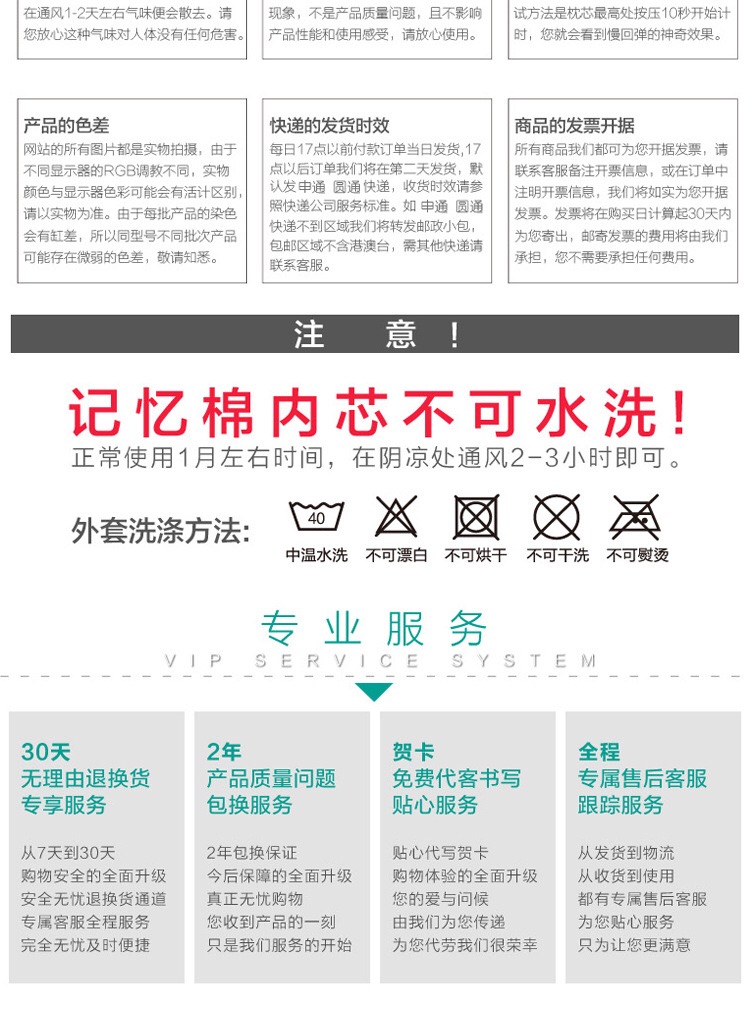 在通风1-2天左右气味便会散去。请
您放心这种气味对人体没有任何危害。
现象，不是产品质量问题，且不影响
产品性能和使用感受，请放心使用。
试方法是枕芯最高处按压10秒开始计
时，您就会看到慢回弹的神奇效果。
产品的色差
网站的所有图片都是实物拍摄，由于
不同显示器的RGB调教不同，实物
颜色与显示器色彩可能会有活计区别，
请以实物为准。由于每批产品的染色
会有缸差，所以同型号不同批次产品
可能存在微弱的色差，敬请知悉。
快递的发货时效
每日17点以前付款订单当日发货,17
点以后订单我们将在第二天发货，默
认发申通 圆通快递，收货时效请参
照快递公司服务标准。如 申通 圆通
快递不到区域我们将转发邮政小包，
包邮区域不含港澳台，需其他快递请
联系客服。
商品的发票开据
所有商品我们都可为您开据发票，请
联系客服备注开票信息，或在订单中
注明开票信息，我们将如实为您开据
发票。发票将在购买日计算起30天内
为您寄出，邮寄发票的费用将由我们
承担，您不需要承担任何费用。
注 意！
记忆棉内芯不可水洗!
正常使用1月左右时间，在阴凉处通风2-3小时即可。
外套洗涤方法:
40
中温水洗 不可漂白 不可烘干 不可干洗 不可熨烫
专业服务
VIP SERVICE SYSTEM
30天
无理由退换货
专享服务
从7天到30天
购物安全的全面升级
安全无忧退换货通道
专属客服全程服务
完全无忧及时便捷
2年
产品质量问题
包换服务
2年包换保证
今后保障的全面升级
真正无忧购物
您收到产品的一刻
只是我们服务的开始
贺卡
免费代客书写
贴心服务
贴心代写贺卡
购物体验的全面升级
您的爱与问候
由我们为您传递
为您代劳我们很荣幸
全程
专属售后客服
跟踪服务
从发货到物流
从收货到使用
都有专属售后客服
为您贴心服务
只为让您更满意